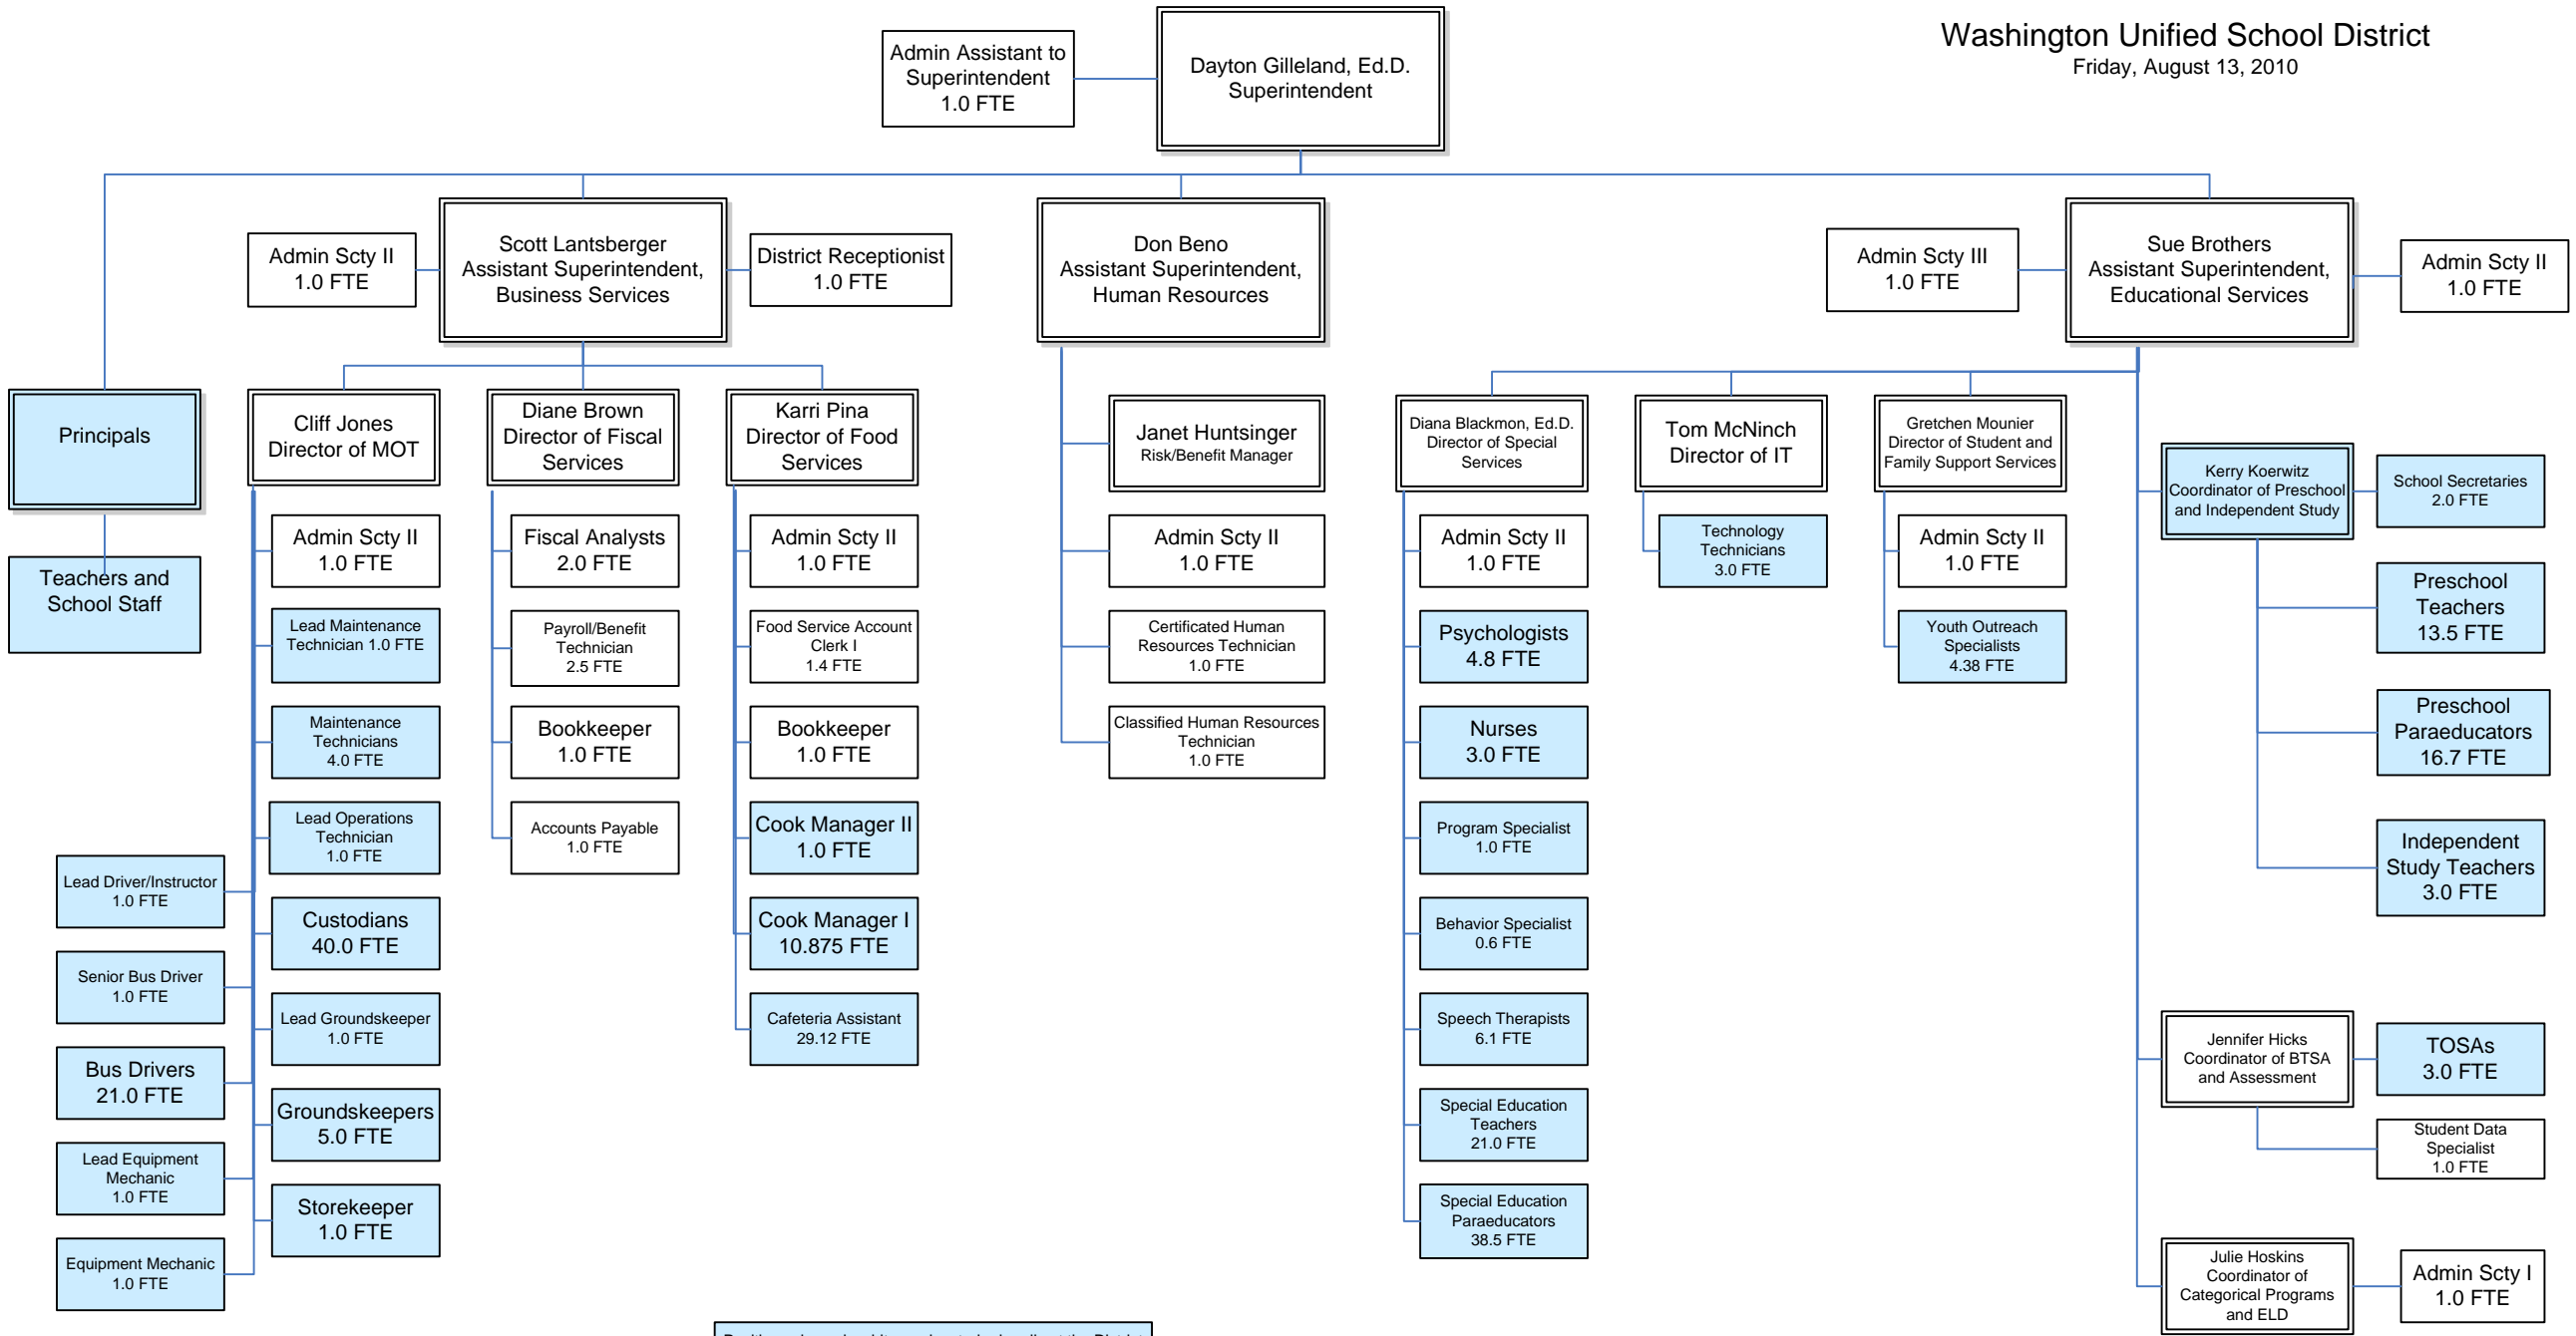 Washington Unified School District
Friday, August 13, 2010
Admin Assistant to
Superintendent
1.0 FTE
Dayton Gilleland, Ed.D.
Superintendent
Admin Scty II
1.0 FTE
Scott Lantsberger
Assistant Superintendent,
Business Services
District Receptionist
1.0 FTE
Don Beno
Assistant Superintendent,
Human Resources
Admin Scty III
1.0 FTE
Sue Brothers
Assistant Superintendent,
Educational Services
Admin Scty II
1.0 FTE
Principals
Teachers and
School Staff
Cliff Jones
Director of MOT
Admin Scty II
1.0 FTE
Lead Maintenance
Technician 1.0 FTE
Maintenance
Technicians
4.0 FTE
Lead Operations
Technician
1.0 FTE
Custodians
40.0 FTE
Lead Groundskeeper
1.0 FTE
Groundskeepers
5.0 FTE
Storekeeper
1.0 FTE
Lead Driver/Instructor
1.0 FTE
Senior Bus Driver
1.0 FTE
Bus Drivers
21.0 FTE
Lead Equipment
Mechanic
1.0 FTE
Equipment Mechanic
1.0 FTE
Diane Brown
Director of Fiscal
Services
Fiscal Analysts
2.0 FTE
Payroll/Benefit
Technician
2.5 FTE
Bookkeeper
1.0 FTE
Accounts Payable
1.0 FTE
Karri Pina
Director of Food
Services
Admin Scty II
1.0 FTE
Food Service Account
Clerk I
1.4 FTE
Bookkeeper
1.0 FTE
Cook Manager II
1.0 FTE
Cook Manager I
10.875 FTE
Cafeteria Assistant
29.12 FTE
Janet Huntsinger
Risk/Benefit Manager
Admin Scty II
1.0 FTE
Certificated Human
Resources Technician
1.0 FTE
Classified Human Resources
Technician
1.0 FTE
Diana Blackmon, Ed.D.
Director of Special
Services
Admin Scty II
1.0 FTE
Psychologists
4.8 FTE
Nurses
3.0 FTE
Program Specialist
1.0 FTE
Behavior Specialist
0.6 FTE
Speech Therapists
6.1 FTE
Special Education
Teachers
21.0 FTE
Special Education
Paraeducators
38.5 FTE
Tom McNinch
Director of IT
Technology
Technicians
3.0 FTE
Gretchen Mounier
Director of Student and
Family Support Services
Admin Scty II
1.0 FTE
Youth Outreach
Specialists
4.38 FTE
Kerry Koerwitz
Coordinator of Preschool
and Independent Study
School Secretaries
2.0 FTE
Preschool
Teachers
13.5 FTE
Preschool
Paraeducators
16.7 FTE
Independent
Study Teachers
3.0 FTE
Jennifer Hicks
Coordinator of BTSA
and Assessment
TOSAs
3.0 FTE
Student Data
Specialist
1.0 FTE
Julie Hoskins
Coordinator of
Categorical Programs
and ELD
Admin Scty I
1.0 FTE